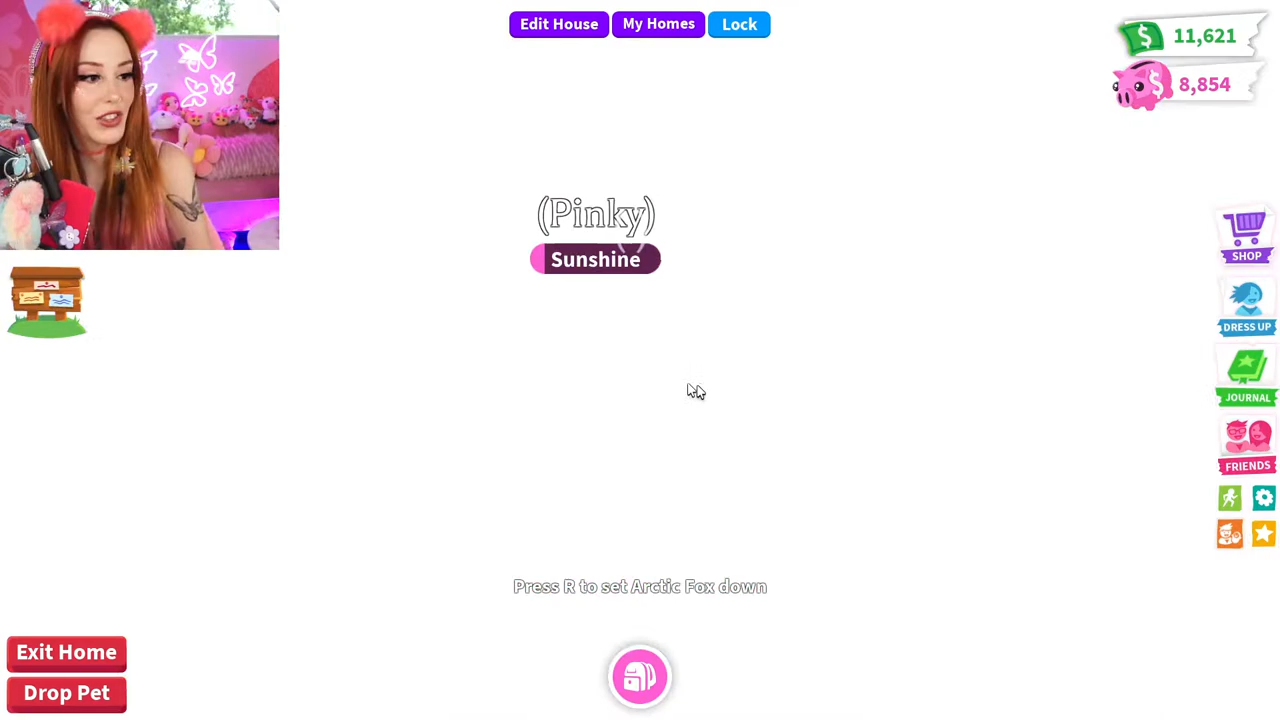 Edit House
My Homes
Lock
11,621
8,854
(Pinky)
Sunshine
SHOP
DRESS UP
JOURNAL
FRIENDS
Press R to set Arctic Fox down
Exit Home
Drop Pet